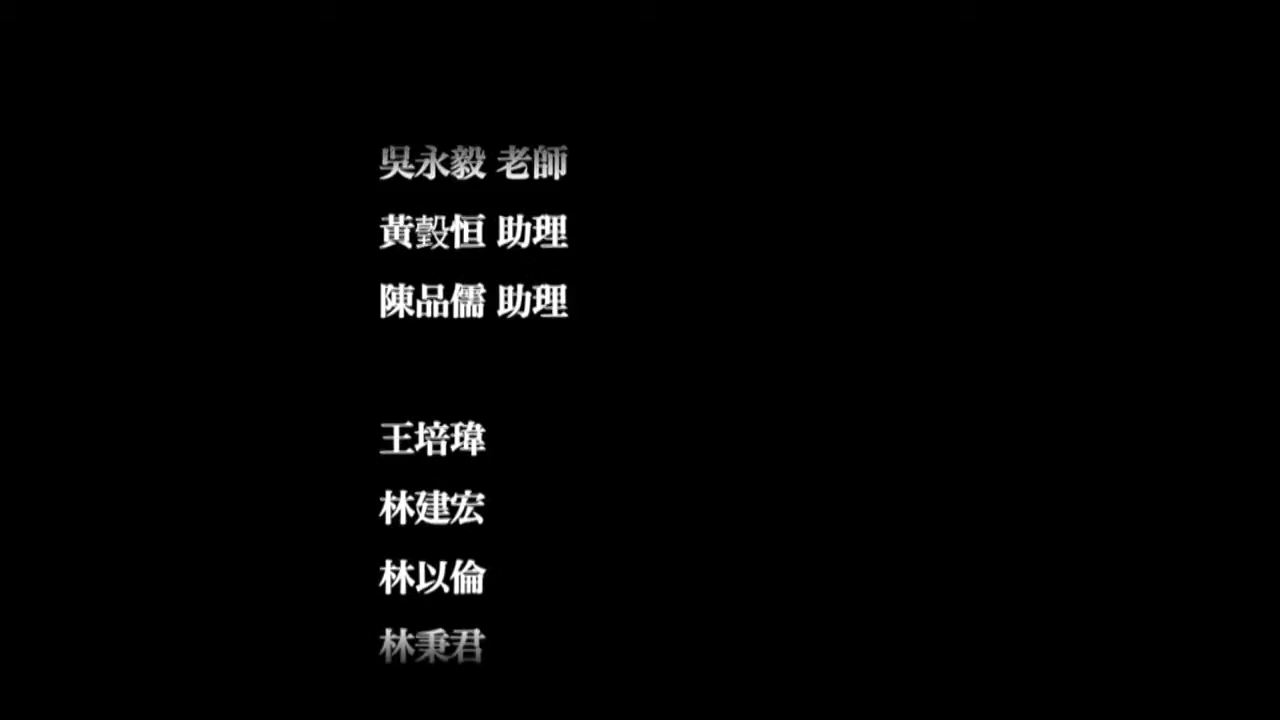 吳永毅 老師
黃瑴恒 助理
陳品儒 助理
王培瑋
林建宏
林以倫
林秉君